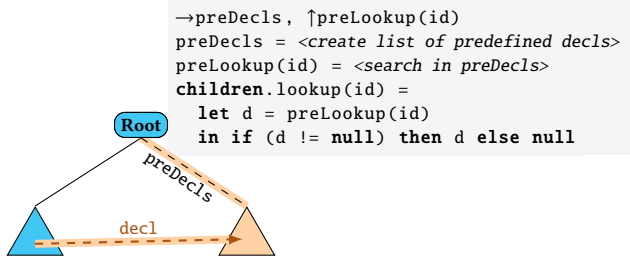 →preDecls, ↑preLookup(id)
preDecls = <create list of predefined decls>
preLookup(id) = <search in preDecls>
children.lookup(id) =
let d = preLookup(id)
in if (d != null) then d else null
Root
preDecls
decl